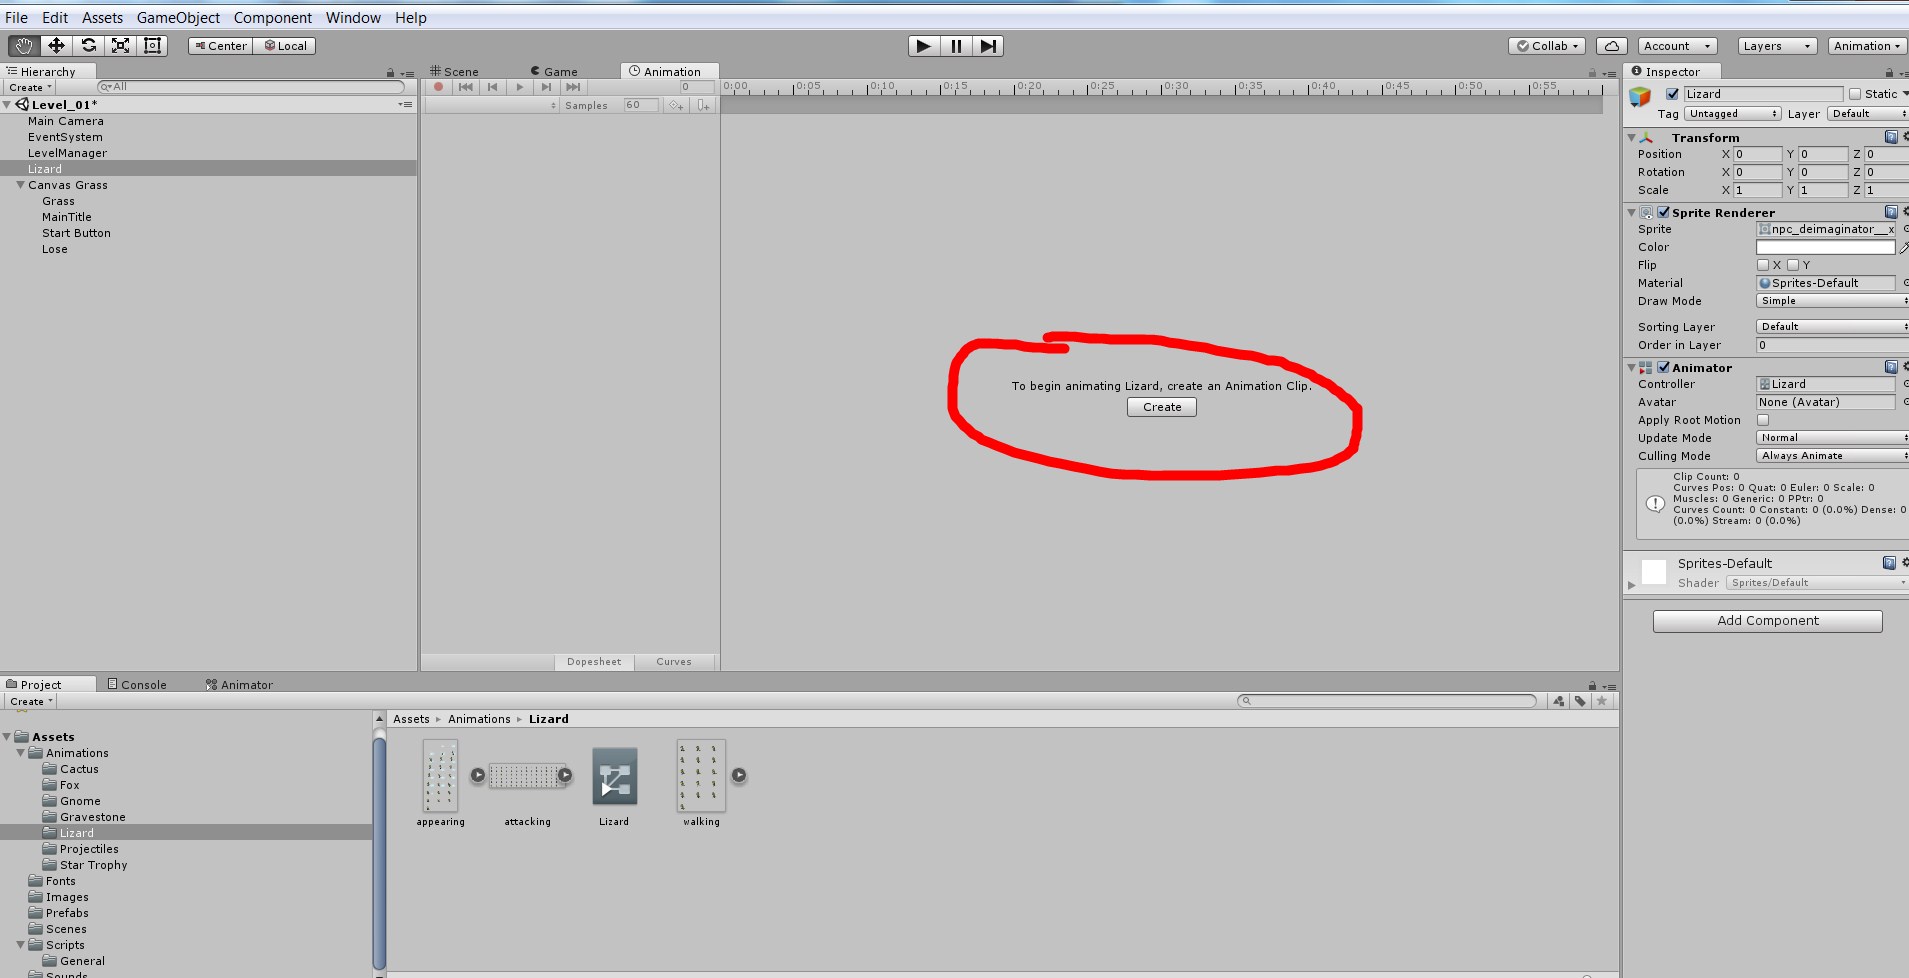 File Edit Assets GameObject Component Window Help
Center Local
Collab Account Layers Animation
Hierarchy
Create All
Level_01*
Main Camera
EventSystem
LevelManager
Lizard
Canvas Grass
Grass
MainTitle
Start Button
Lose
Scene Game Animation
0 0:00 0:05 0:10 0:15 0:20 0:25 0:30 0:35 0:40 0:45 0:50 0:55
Samples 60
To begin animating Lizard, create an Animation Clip.
Create
Dopesheet Curves
Inspector
Lizard Static
Tag Untagged Layer Default
Transform
Position X 0 Y 0 Z 0
Rotation X 0 Y 0 Z 0
Scale X 1 Y 1 Z 1
Sprite Renderer
Sprite npc_deimaginator__x
Color
Flip X Y
Material Sprites-Default
Draw Mode Simple
Sorting Layer Default
Order in Layer 0
Animator
Controller Lizard
Avatar None (Avatar)
Apply Root Motion
Update Mode Normal
Culling Mode Always Animate
Clip Count: 0
Curves Pos: 0 Quat: 0 Euler: 0 Scale: 0
Muscles: 0 Generic: 0 PPtr: 0
Curves Count: 0 Constant: 0 (0.0%) Dense: 0
(0.0%) Stream: 0 (0.0%)
Sprites-Default
Shader Sprites/Default
Add Component
Project Console Animator
Create
Assets
Animations
Cactus
Fox
Gnome
Gravestone
Lizard
Projectiles
Star Trophy
Fonts
Images
Prefabs
Scenes
Scripts
General
Sounds
Assets Animations Lizard
appearing attacking Lizard walking